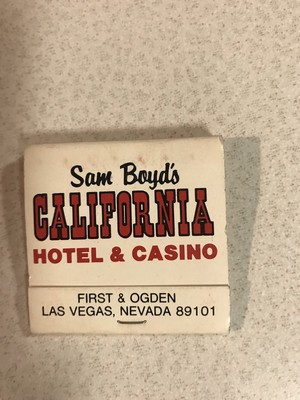 Sam Boyd's
CALIFORNIA
HOTEL & CASINO
FIRST & OGDEN
LAS VEGAS, NEVADA 89101